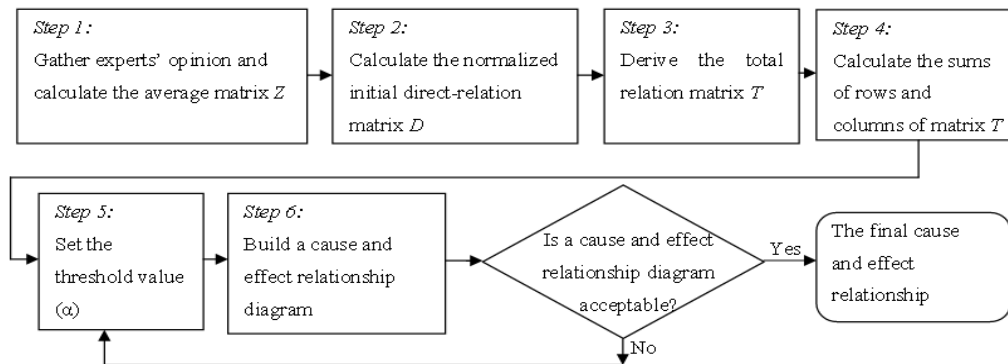 Step 1:
Gather experts' opinion and
calculate the average matrix Z
Step 2:
Calculate the normalized
initial direct-relation
matrix D
Step 3:
Derive the total
relation matrix T
Step 4:
Calculate the sums
of rows and
columns of matrix T
Step 5:
Set the
threshold value
(α)
Step 6:
Build a cause and
effect relationship
diagram
Is a cause and effect
relationship diagram
acceptable?
Yes
No
The final cause
and effect
relationship